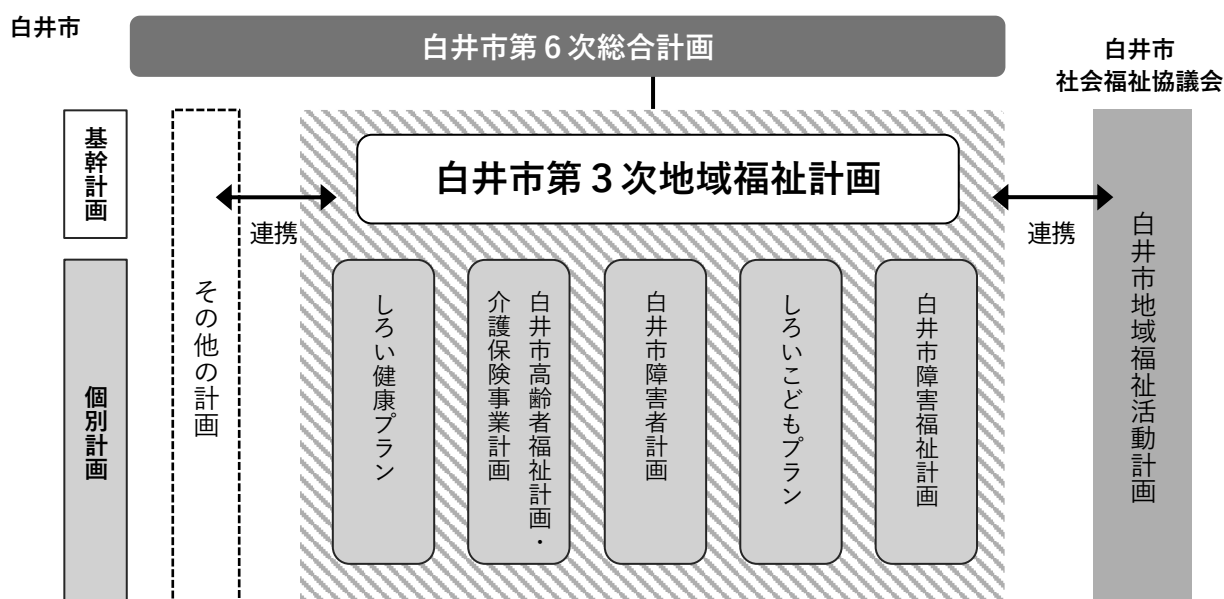 白井市
白井市第６次総合計画
白井市
社会福祉協議会
基幹計画
白井市第３次地域福祉計画
連携
連携
個別計画
その他の計画
しろい健康プラン
白井市高齢者福祉計画・
介護保険事業計画
白井市障害者計画
しろいこどもプラン
白井市障害福祉計画
白井市地域福祉活動計画